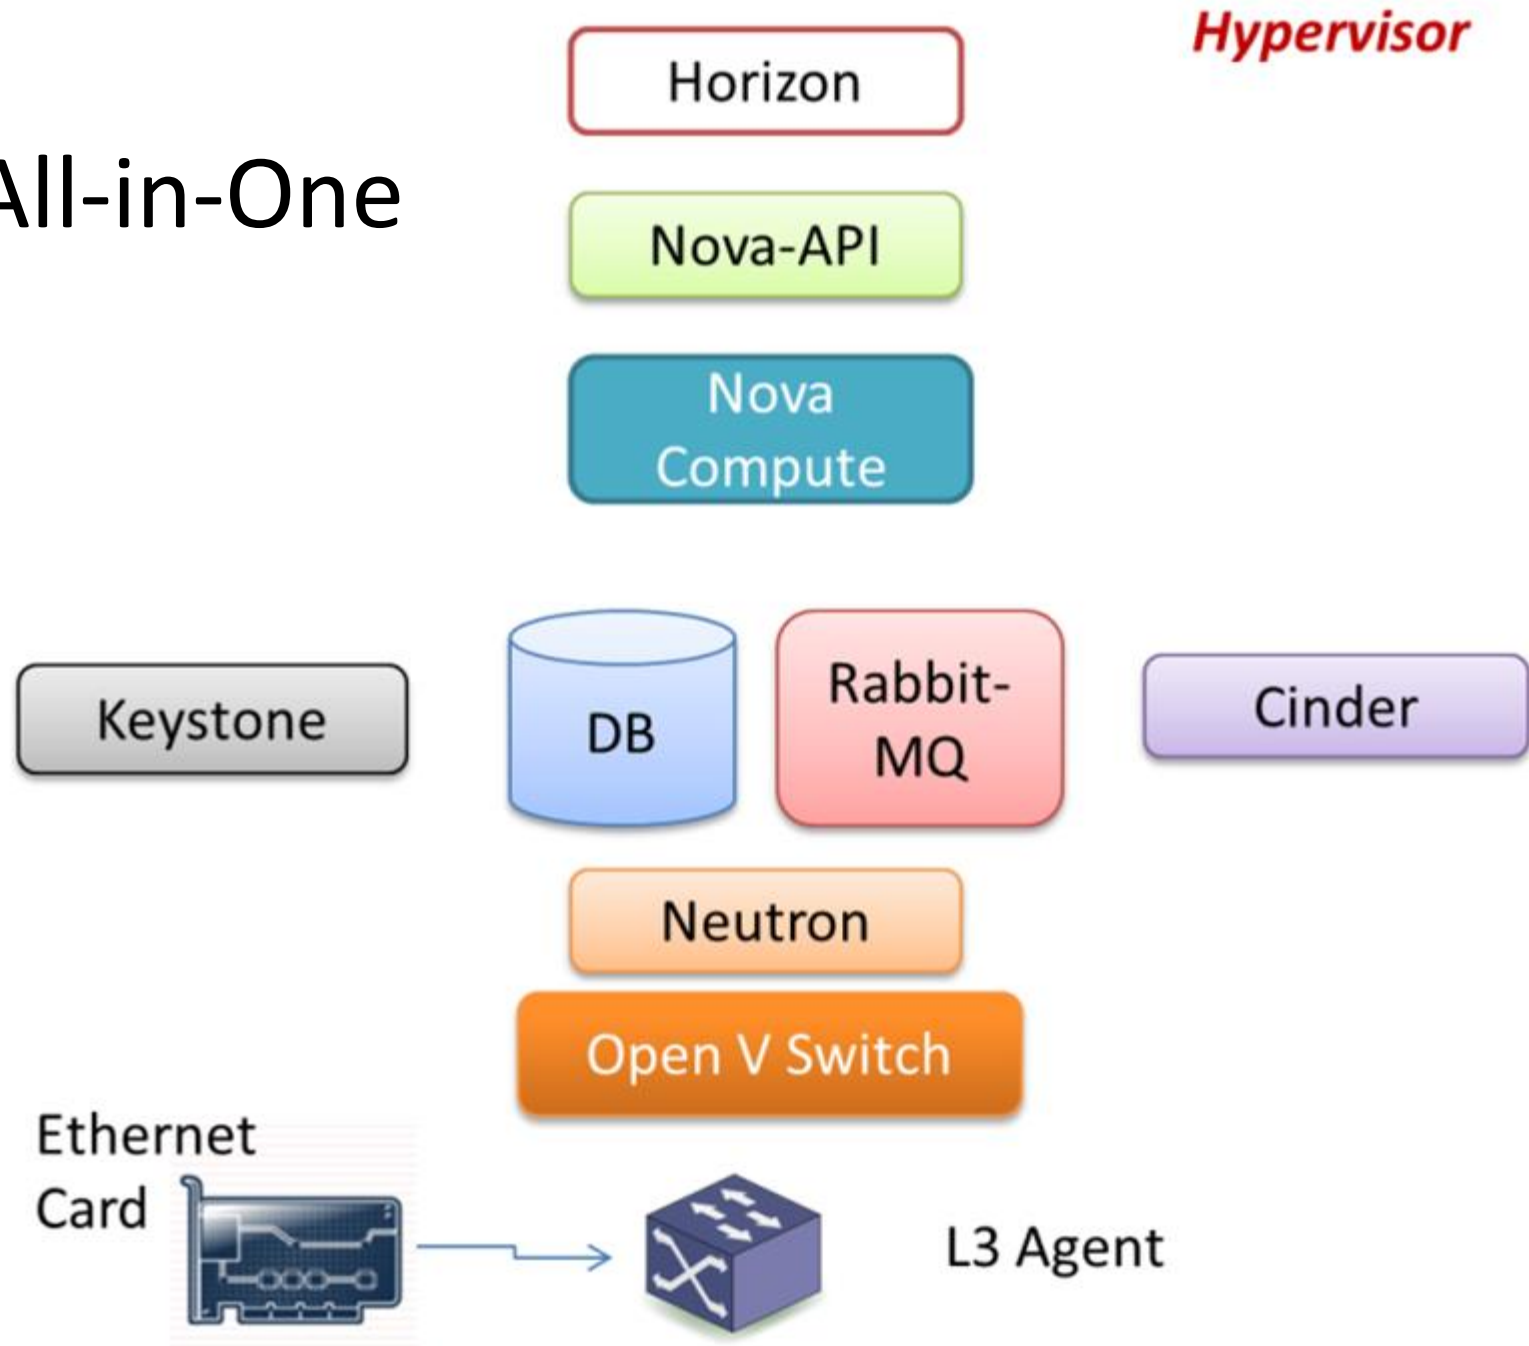 Hypervisor
Horizon
All-in-One
Nova-API
Nova
Compute
Keystone
DB
Rabbit-
MQ
Cinder
Neutron
Open V Switch
Ethernet
Card
L3 Agent